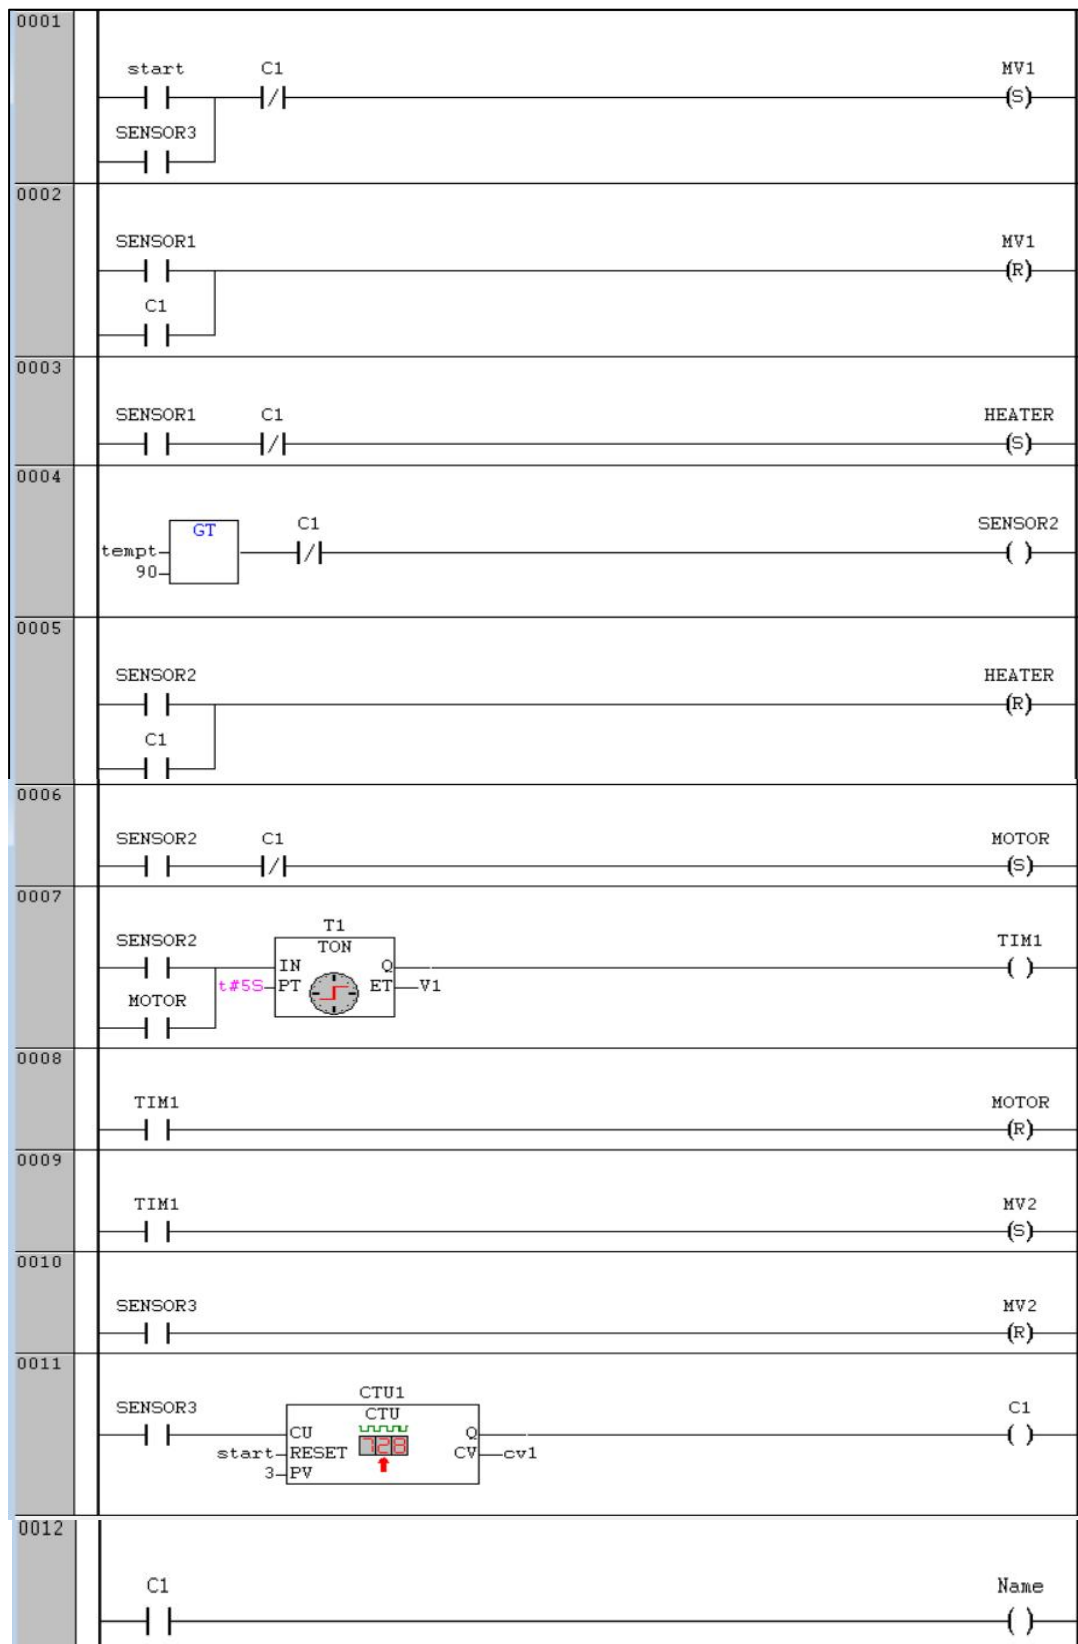 0001
start C1 MV1
/ (S)
SENSOR3
0002
SENSOR1 MV1
(R)
C1
0003
SENSOR1 C1 HEATER
/ (S)
0004
GT C1 SENSOR2
tempt / ( )
90
0005
SENSOR2 HEATER
(R)
C1
0006
SENSOR2 C1 MOTOR
/ (S)
0007
T1
SENSOR2 TON TIM1
IN Q ( )
t#5S PT ET V1
MOTOR
0008
TIM1 MOTOR
(R)
0009
TIM1 MV2
(S)
0010
SENSOR3 MV2
(R)
0011
CTU1
SENSOR3 CTU C1
CU Q ( )
start RESET 728 CV cv1
3 PV
0012
C1 Name
( )